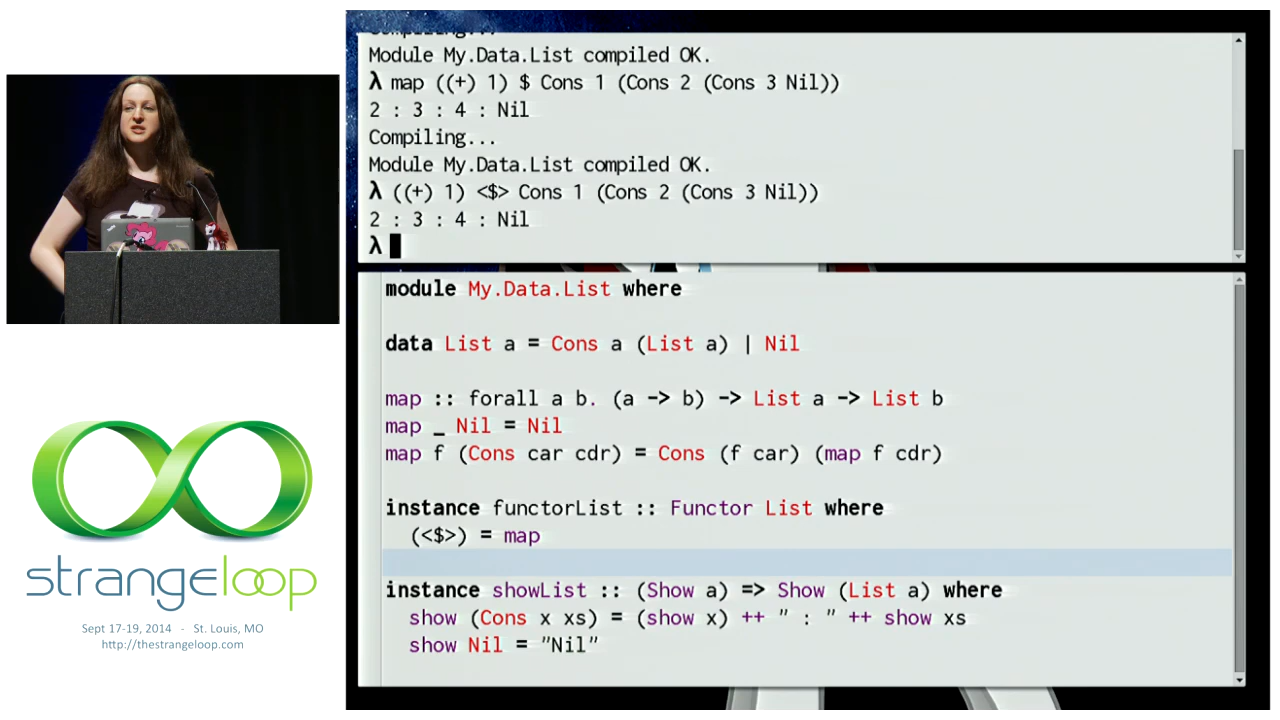 Compiling...
Module My.Data.List compiled OK.
λ map ((+) 1) $ Cons 1 (Cons 2 (Cons 3 Nil))
2 : 3 : 4 : Nil
Compiling...
Module My.Data.List compiled OK.
λ ((+) 1) <$> Cons 1 (Cons 2 (Cons 3 Nil))
2 : 3 : 4 : Nil
λ
module My.Data.List where
data List a = Cons a (List a) | Nil
map :: forall a b. (a -> b) -> List a -> List b
map _ Nil = Nil
map f (Cons car cdr) = Cons (f car) (map f cdr)
instance functorList :: Functor List where
(<$>) = map
instance showList :: (Show a) => Show (List a) where
show (Cons x xs) = (show x) ++ " : " ++ show xs
show Nil = "Nil"
strangeloop
Sept 17-19, 2014 - St. Louis, MO
http://thestrangeloop.com